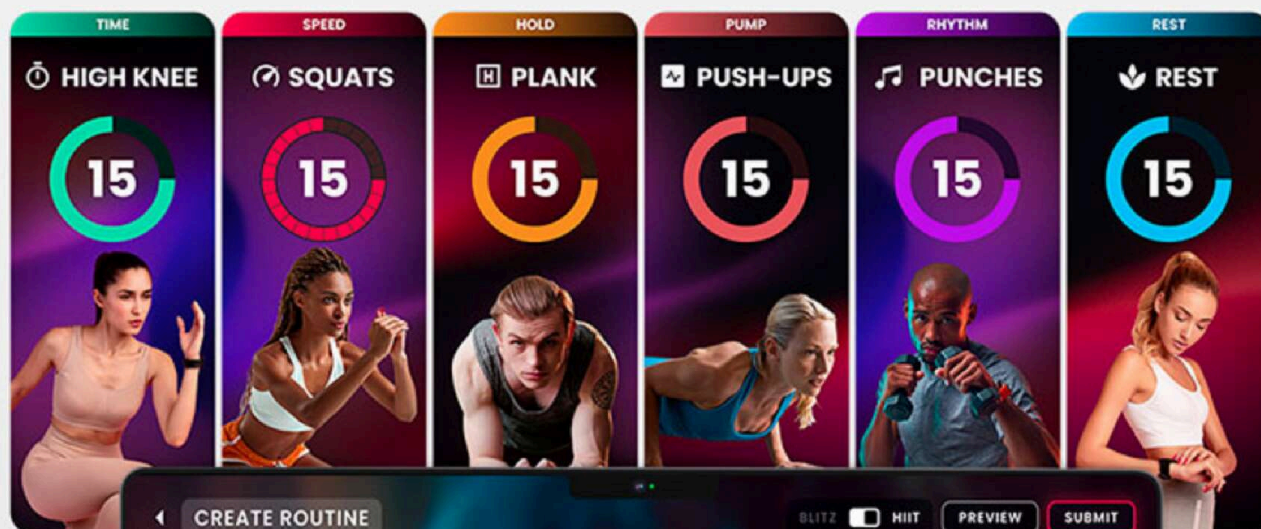 TIME
SPEED
HOLD
PUMP
RHYTHM
REST
HIGH KNEE
SQUATS
H PLANK
PUSH-UPS
PUNCHES
REST
15
15
15
15
15
15
CREATE ROUTINE
BLITZ HIIT PREVIEW SUBMIT